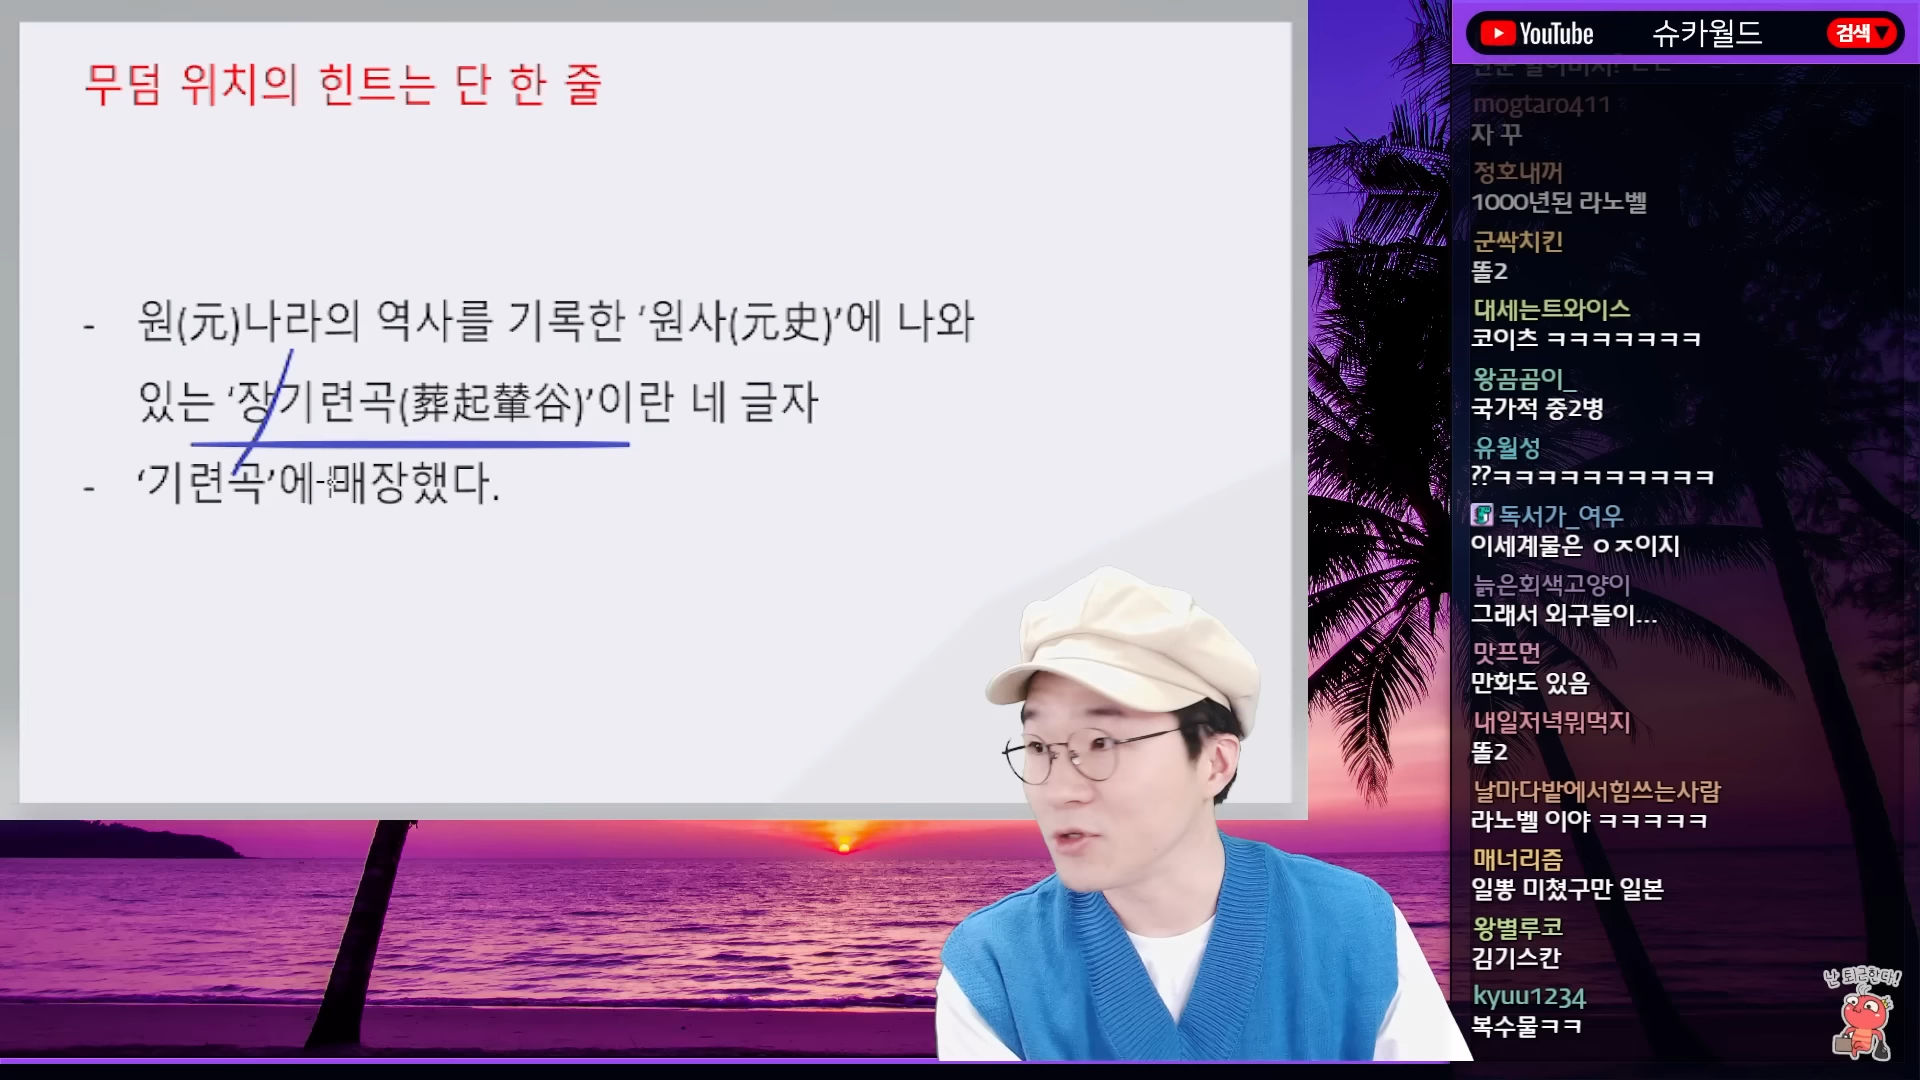 무덤 위치의 힌트는 단 한 줄
- 원(元)나라의 역사를 기록한 ‘원사(元史)’에 나와
있는 ‘장기련곡(葬起輦谷)’이란 네 글자
- ‘기련곡’에 매장했다.
YouTube 슈카월드 검색
mogtaro411
자 꾸
정호내꺼
1000년된 라노벨
군싹치킨
똘2
대세는트와이스
코이츠 ㅋㅋㅋㅋㅋㅋㅋ
왕곰곰이_
국가적 중2병
유월성
??ㅋㅋㅋㅋㅋㅋㅋㅋㅋㅋ
독서가_여우
이세계물은 ㅇㅈ이지
늙은회색고양이
그래서 외구들이...
맛프먼
만화도 있음
내일저녁뭐먹지
똘2
날마다밭에서힘쓰는사람
라노벨 이야 ㅋㅋㅋㅋㅋ
매너리즘
일뽕 미쳤구만 일본
왕별루코
김기스칸
kyuu1234
복수물ㅋㅋ
난 퇴근한다!